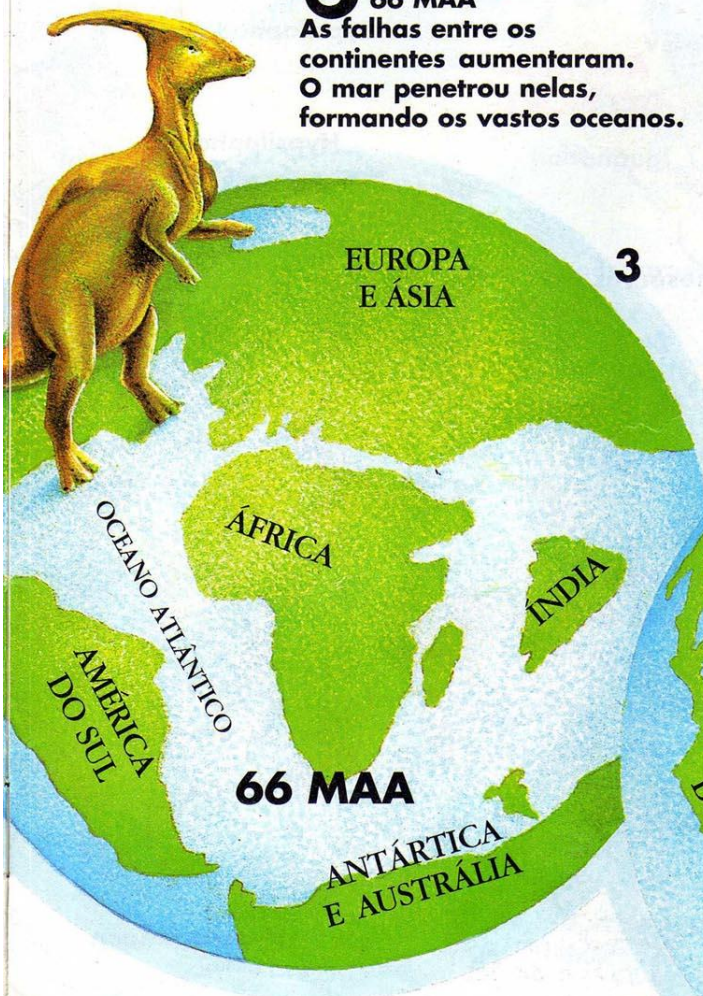 66 MAA
As falhas entre os
continentes aumentaram.
O mar penetrou nelas,
formando os vastos oceanos.
EUROPA
E ÁSIA
3
ÁFRICA
ÍNDIA
OCEANO ATLÂNTICO
AMÉRICA
DO SUL
66 MAA
ANTÁRTICA
E AUSTRÁLIA